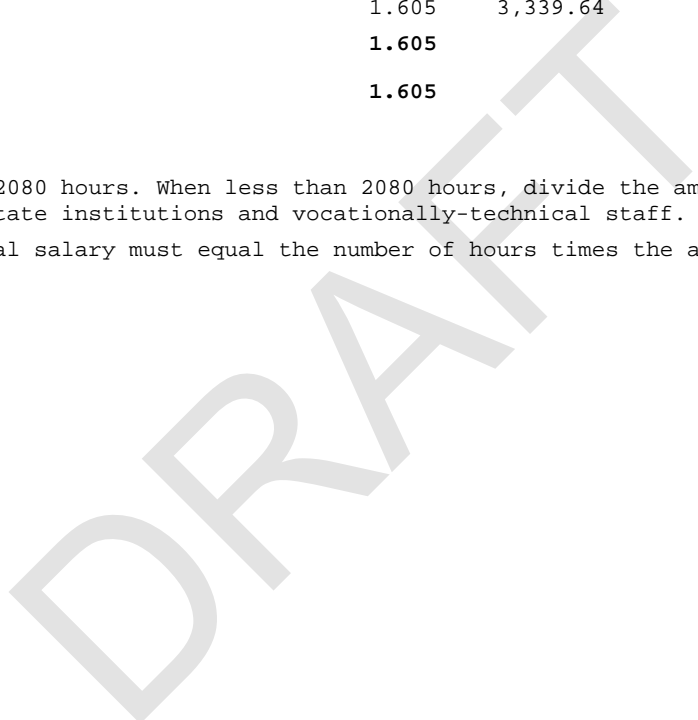 1.605 3,339.64
1.605
1.605
2080 hours. When less than 2080 hours, divide the am
tate institutions and vocationally-technical staff.
al salary must equal the number of hours times the a
DRAFT